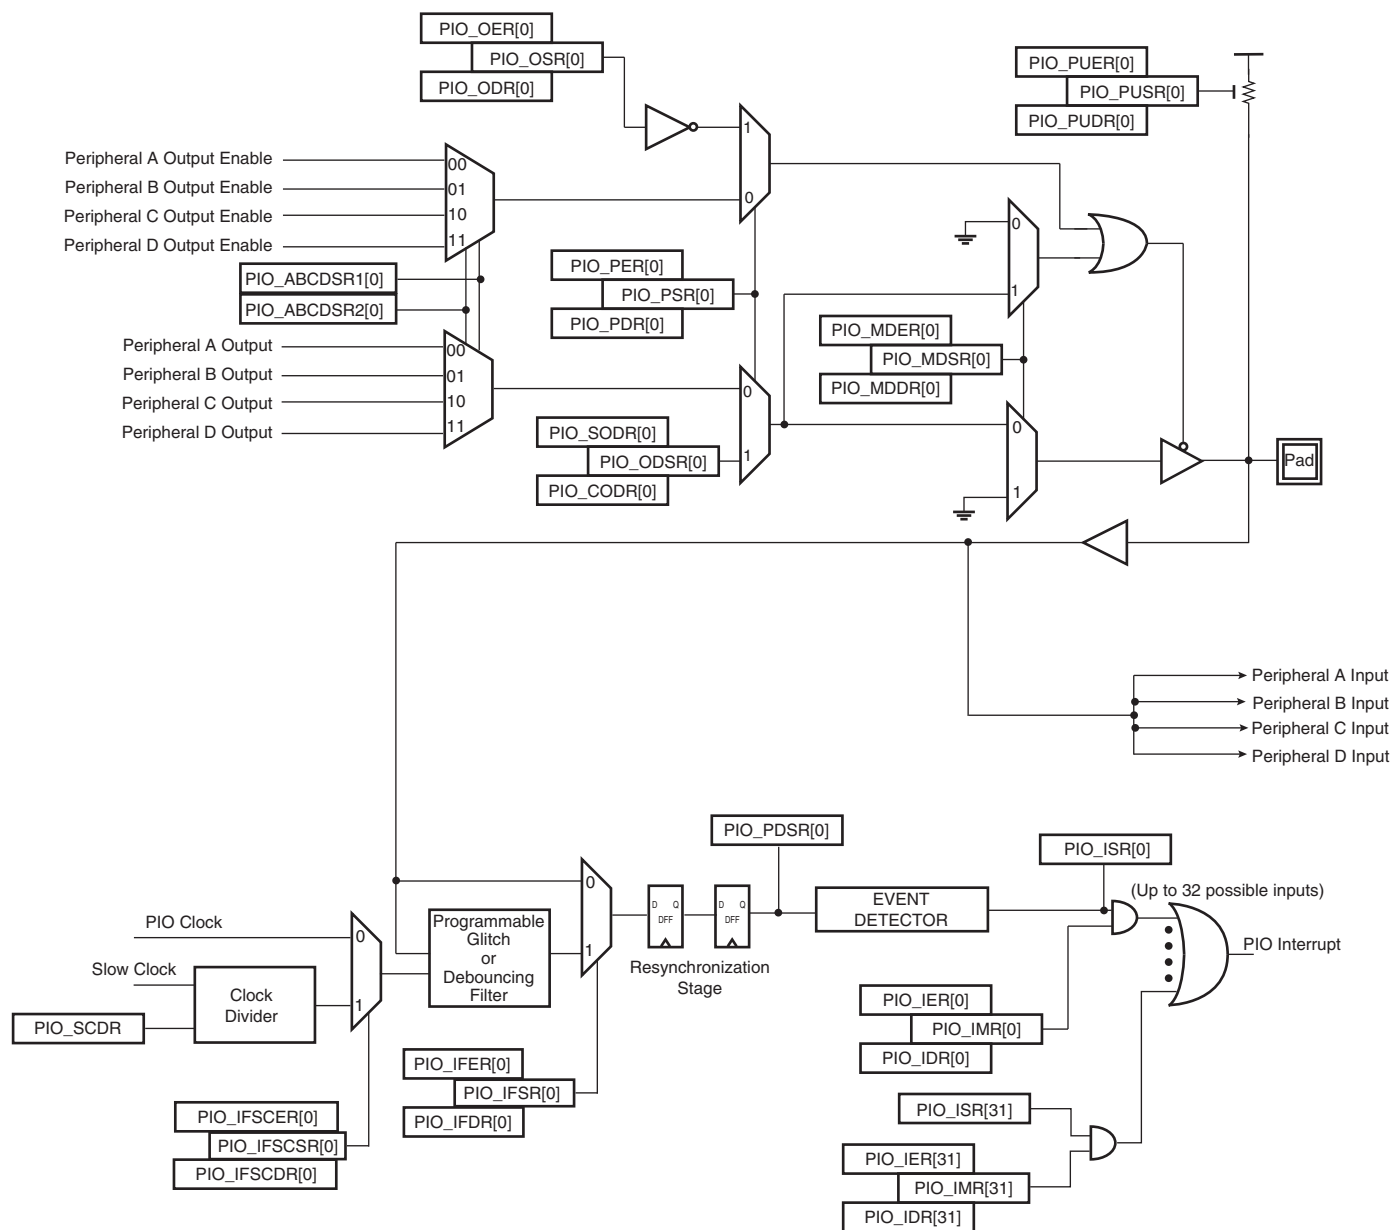 PIO_OER[0]
PIO_OSR[0]
PIO_ODR[0]
PIO_PUER[0]
PIO_PUSR[0]
PIO_PUDR[0]
1
0
Peripheral A Output Enable
Peripheral B Output Enable
Peripheral C Output Enable
Peripheral D Output Enable
00
01
10
11
PIO_ABCDSR1[0]
PIO_ABCDSR2[0]
PIO_PER[0]
PIO_PSR[0]
PIO_PDR[0]
0
1
PIO_MDER[0]
PIO_MDSR[0]
PIO_MDDR[0]
Peripheral A Output
Peripheral B Output
Peripheral C Output
Peripheral D Output
00
01
10
11
0
1
PIO_SODR[0]
PIO_ODSR[0]
PIO_CODR[0]
0
1
Pad
Peripheral A Input
Peripheral B Input
Peripheral C Input
Peripheral D Input
PIO_PDSR[0]
PIO_ISR[0]
(Up to 32 possible inputs)
EVENT
DETECTOR
PIO Interrupt
0
1
D Q
DFF
D Q
DFF
Resynchronization
Stage
PIO Clock
Slow Clock
0
1
Clock
Divider
PIO_SCDR
Programmable
Glitch
or
Debouncing
Filter
PIO_IER[0]
PIO_IMR[0]
PIO_IDR[0]
PIO_IFER[0]
PIO_IFSR[0]
PIO_IFDR[0]
PIO_IFSCER[0]
PIO_IFSCSR[0]
PIO_IFSCDR[0]
PIO_ISR[31]
PIO_IER[31]
PIO_IMR[31]
PIO_IDR[31]